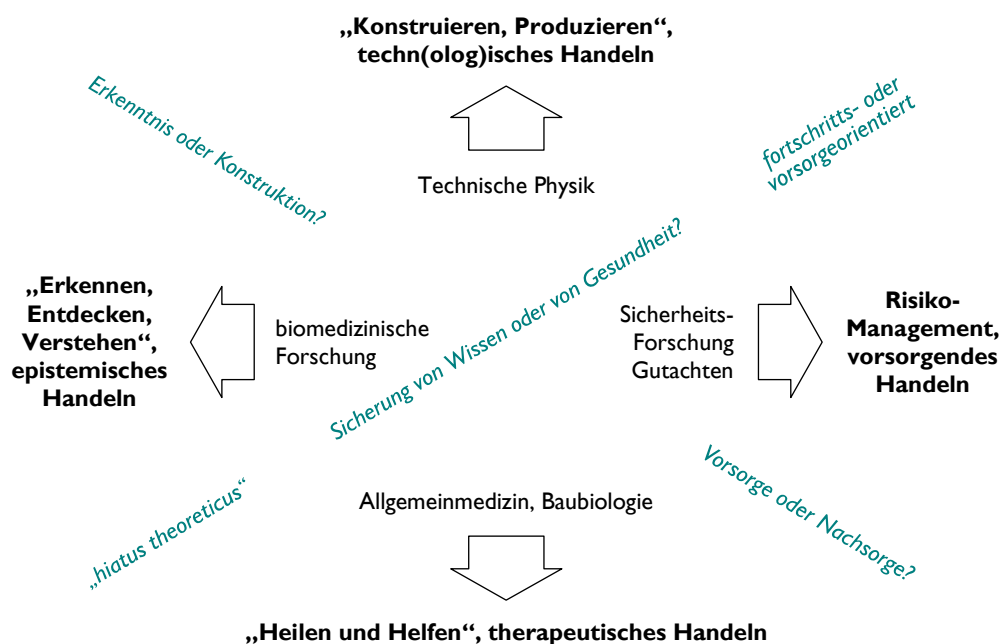 „Konstruieren, Produzieren“,
techn(olog)isches Handeln
Erkenntnis oder Konstruktion?
fortschritts- oder
vorsorgeorientiert
Technische Physik
„Erkennen,
Entdecken,
Verstehen“,
epistemisches
Handeln
biomedizinische
Forschung
Sicherung von Wissen oder von Gesundheit?
Sicherheits-
Forschung
Gutachten
Risiko-
Management,
vorsorgendes
Handeln
„hiatus theoreticus“
Allgemeinmedizin, Baubiologie
Vorsorge oder Nachsorge?
„Heilen und Helfen“, therapeutisches Handeln